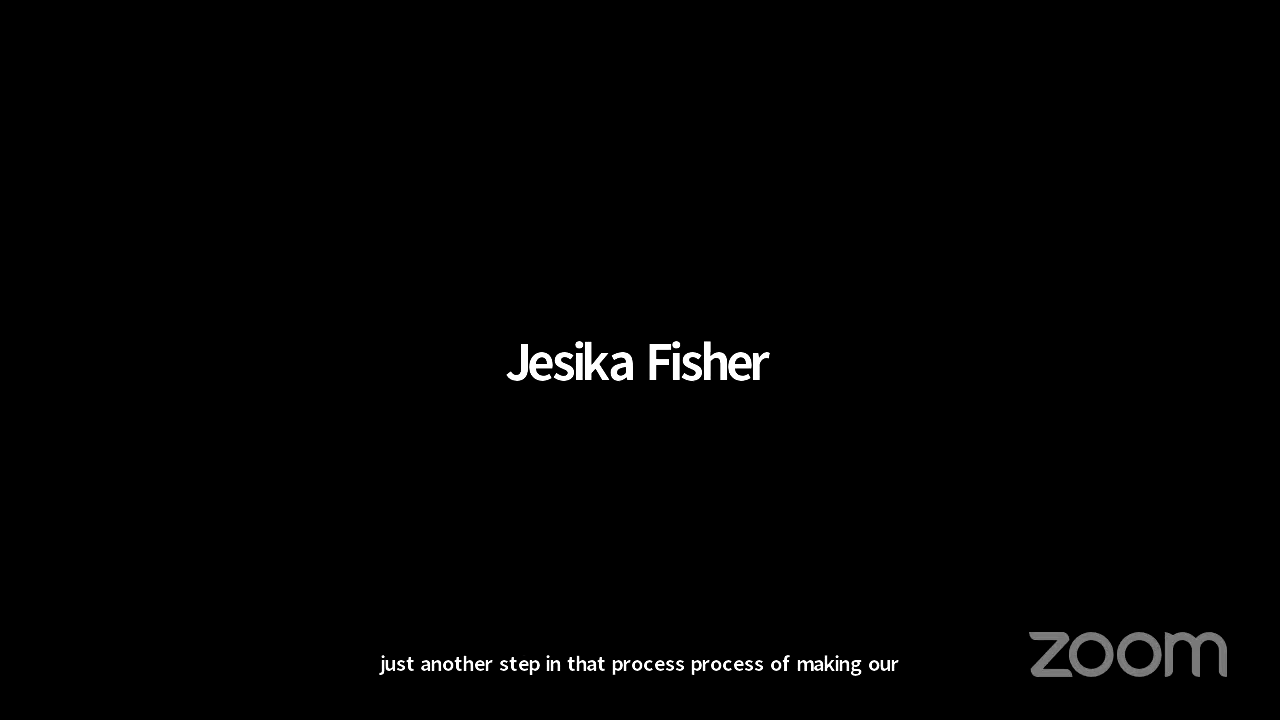 Jesika Fisher
just another step in that process process of making our
zoom